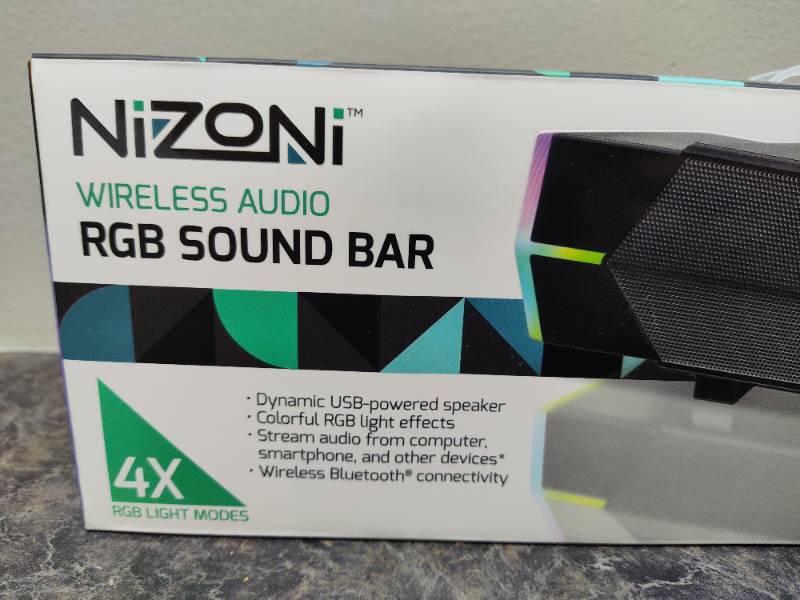 NiZONi™
WIRELESS AUDIO
RGB SOUND BAR
• Dynamic USB-powered speaker
• Colorful RGB light effects
• Stream audio from computer,
smartphone, and other devices*
• Wireless Bluetooth® connectivity
4X
RGB LIGHT MODES